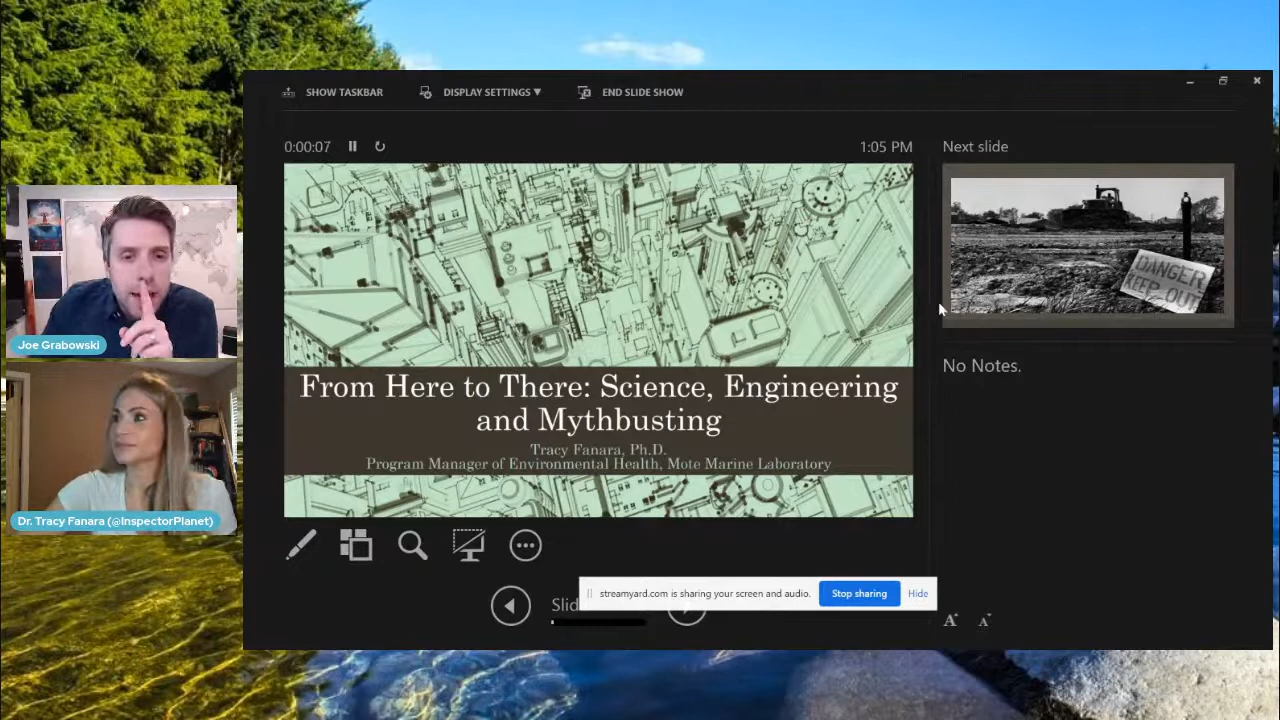 SHOW TASKBAR
DISPLAY SETTINGS ▼
END SLIDE SHOW
0:00:07
1:05 PM
Next slide
DANGER
KEEP OUT
From Here to There: Science, Engineering
and Mythbusting
Tracy Fanara, Ph.D.
Program Manager of Environmental Health, Mote Marine Laboratory
No Notes.
Joe Grabowski
Dr. Tracy Fanara (@InspectorPlanet)
streamyard.com is sharing your screen and audio.
Stop sharing
Hide
Slid
A A